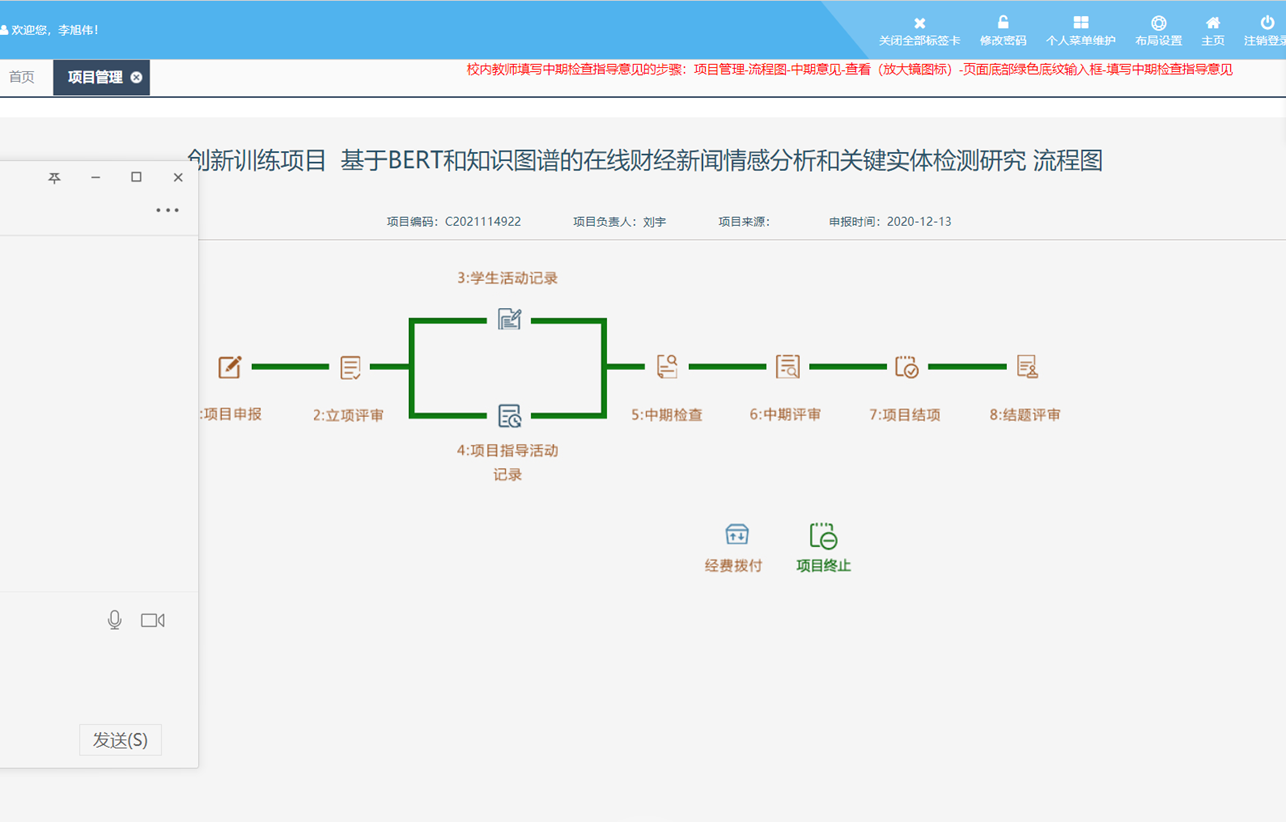 欢迎您，李旭伟！
关闭全部标签卡 修改密码 个人菜单维护 布局设置 主页 注销登录
首页 项目管理
校内教师填写中期检查指导意见的步骤：项目管理-流程图-中期意见-查看（放大镜图标）-页面底部绿色底纹输入框-填写中期检查指导意见
创新训练项目 基于BERT和知识图谱的在线财经新闻情感分析和关键实体检测研究 流程图
项目编码：C2021114922 项目负责人：刘宇 项目来源： 申报时间：2020-12-13
3:学生活动记录
:项目申报 2:立项评审 5:中期检查 6:中期评审 7:项目结项 8:结题评审
4:项目指导活动
记录
经费拨付 项目终止
发送(S)